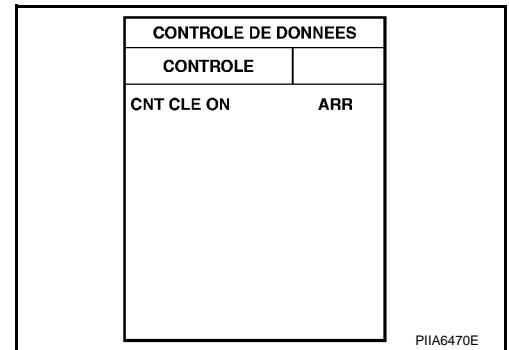 CONTROLE DE DONNEES
CONTROLE
CNT CLE ON ARR
PIIA6470E